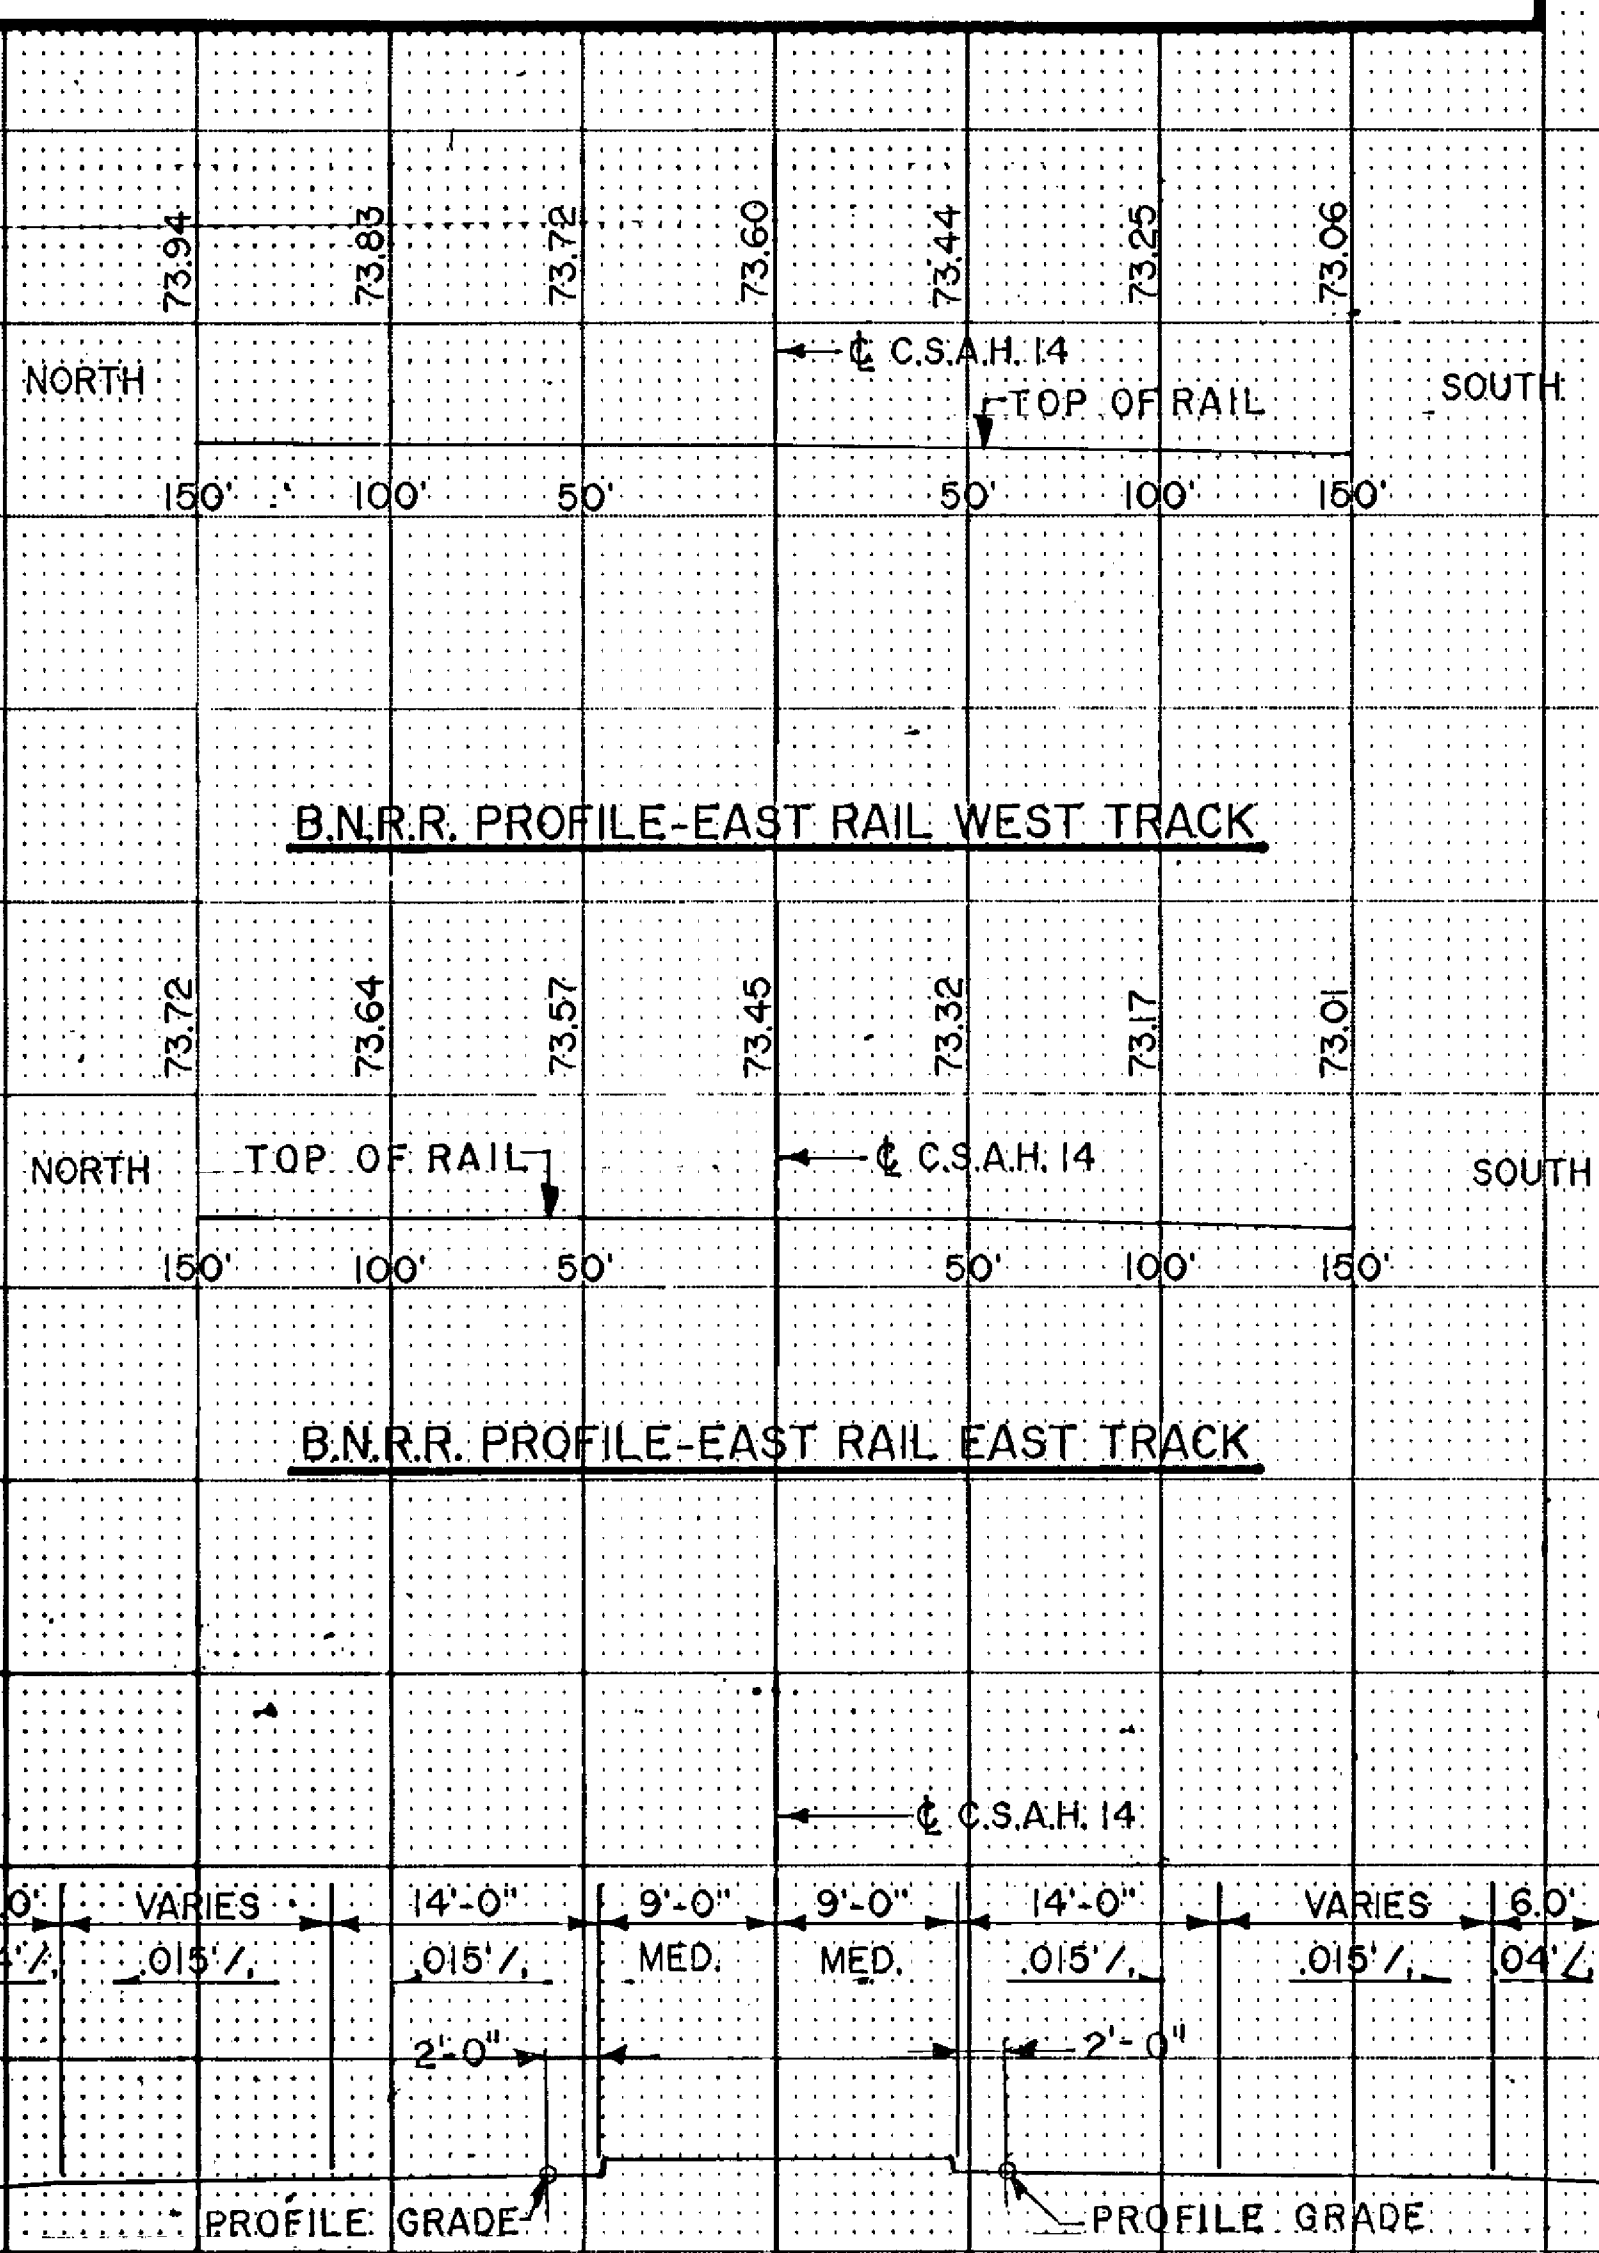 73.94 73.83 73.72 73.60 73.44 73.25 73.06
℄ C.S.A.H. 14
NORTH SOUTH
TOP OF RAIL
150' 100' 50' 50' 100' 150'
B.N.R.R. PROFILE-EAST RAIL WEST TRACK
73.72 73.64 73.57 73.45 73.32 73.17 73.01
NORTH TOP OF RAIL ℄ C.S.A.H. 14 SOUTH
150' 100' 50' 50' 100' 150'
B.N.R.R. PROFILE-EAST RAIL EAST TRACK
℄ C.S.A.H. 14
0' VARIES 14'-0" 9'-0" 9'-0" 14'-0" VARIES 6.0'
.015'/, .015'/, MED. MED. .015'/, .015'/, .04'/,
2'-0" 2'-0"
PROFILE GRADE PROFILE GRADE